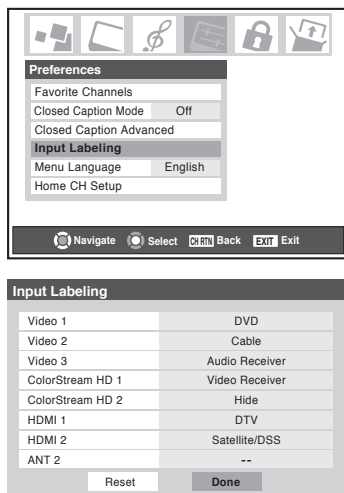 Preferences
Favorite Channels
Closed Caption Mode Off
Closed Caption Advanced
Input Labeling
Menu Language English
Home CH Setup
Navigate Select CH RTN Back EXIT Exit
Input Labeling
Video 1 DVD
Video 2 Cable
Video 3 Audio Receiver
ColorStream HD 1 Video Receiver
ColorStream HD 2 Hide
HDMI 1 DTV
HDMI 2 Satellite/DSS
ANT 2 --
Reset Done